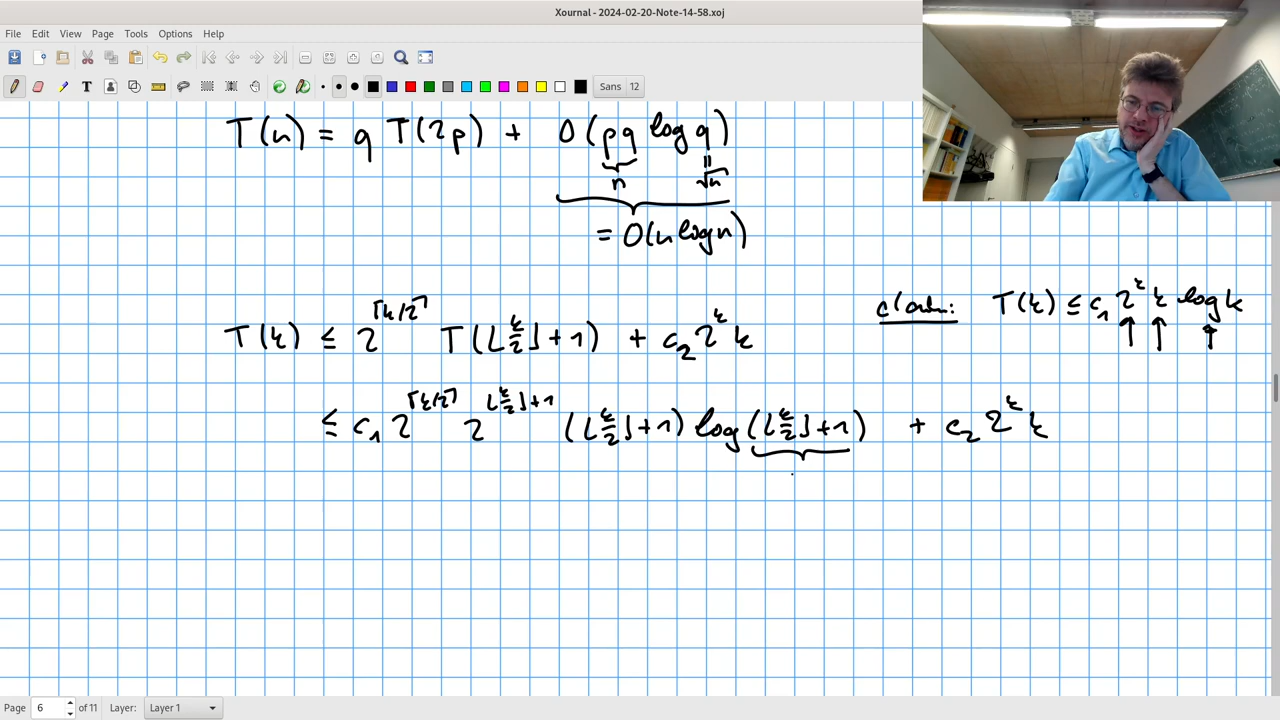 Xournal - 2024-02-20-Note-14-58.xoj
File Edit View Page Tools Options Help
Sans 12
T(n) = q T(2p) + O(pq log q)
n
√n
= O(n log n)
claim: T(k) ≤ c₁ 2^k k log k
T(k) ≤ 2^⌈k/2⌉ T(⌊k/2⌋+1) + c₂ 2^k k
≤ c₁ 2^⌈k/2⌉ 2^(⌊k/2⌋+1) (⌊k/2⌋+1) log(⌊k/2⌋+1) + c₂ 2^k k
Page 6 of 11 Layer: Layer 1